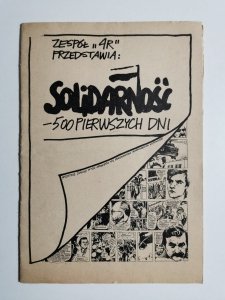 ZESPÓŁ „4R"
PRZEDSTAWIA:
SOLIDARNOŚĆ
-500 PIERWSZYCH DNI